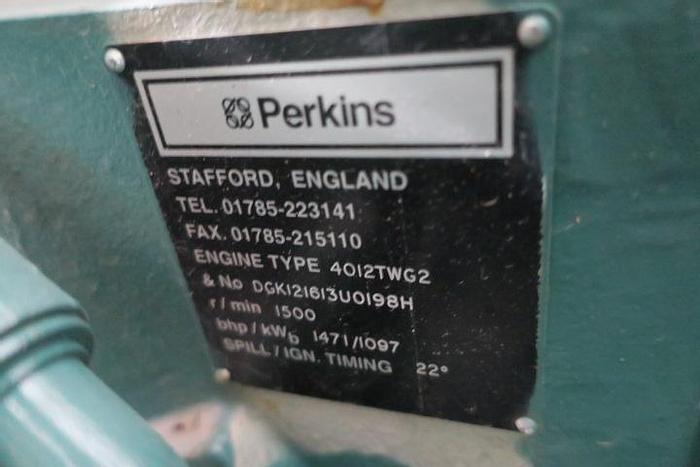 Perkins
STAFFORD, ENGLAND
TEL. 01785-223141
FAX. 01785-215110
ENGINE TYPE 4012TWG2
& No DGK121613U0198H
r/min 1500
bhp/kWb 1471/1097
SPILL/IGN. TIMING 22°